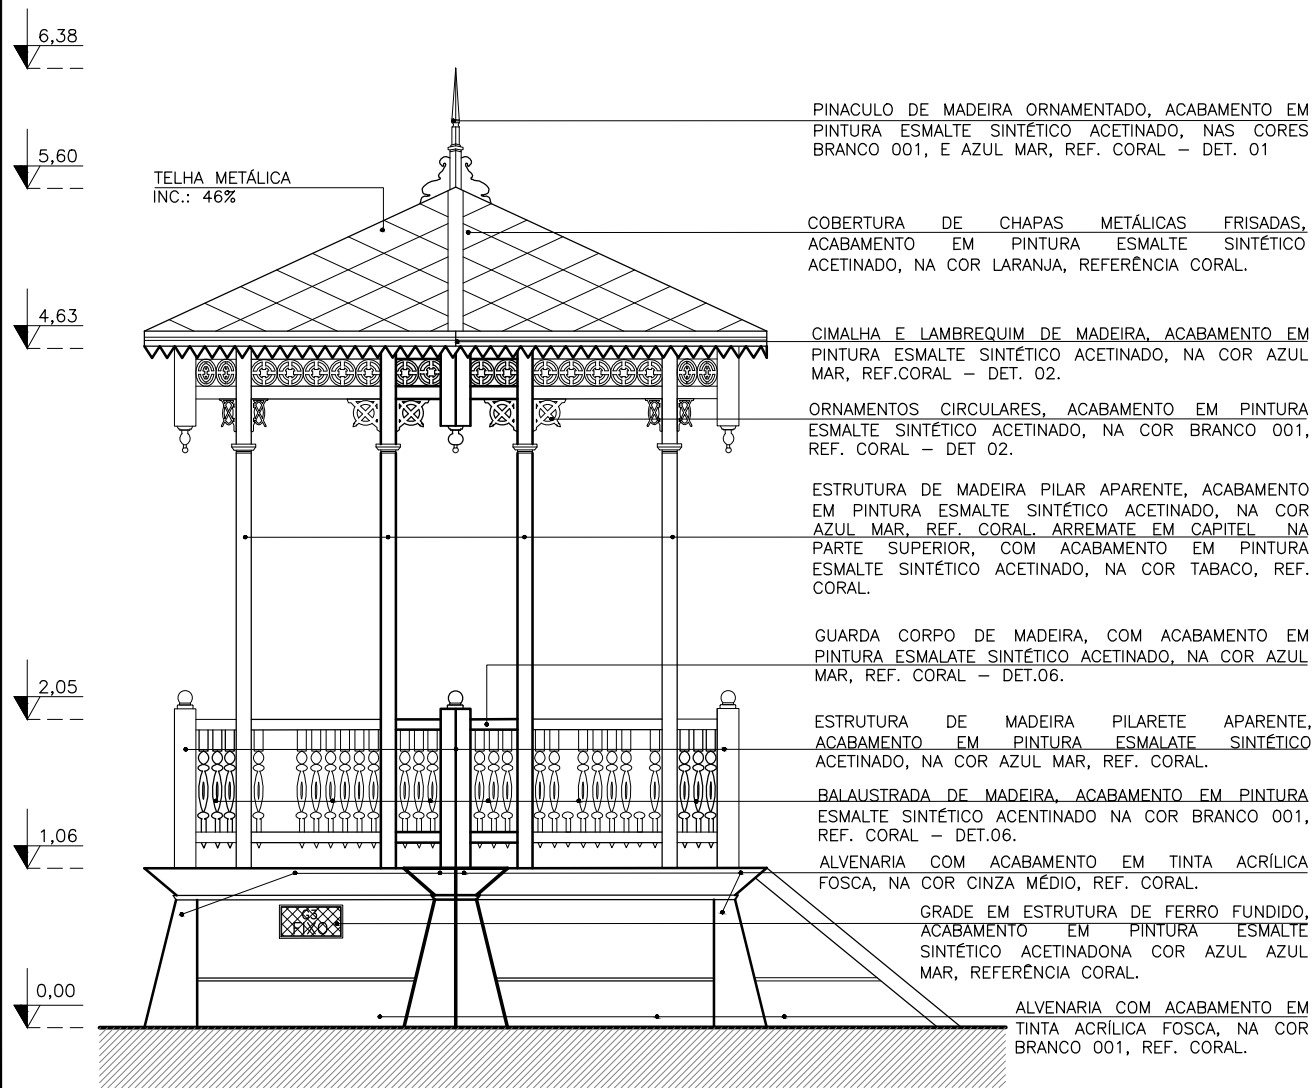 6,38
5,60
4,63
2,05
1,06
0,00
TELHA METÁLICA
INC.: 46%
PINACULO DE MADEIRA ORNAMENTADO, ACABAMENTO EM
PINTURA ESMALTE SINTÉTICO ACETINADO, NAS CORES
BRANCO 001, E AZUL MAR, REF. CORAL – DET. 01
COBERTURA DE CHAPAS METÁLICAS FRISADAS,
ACABAMENTO EM PINTURA ESMALTE SINTÉTICO
ACETINADO, NA COR LARANJA, REFERÊNCIA CORAL.
CIMALHA E LAMBREQUIM DE MADEIRA, ACABAMENTO EM
PINTURA ESMALTE SINTÉTICO ACETINADO, NA COR AZUL
MAR, REF.CORAL – DET. 02.
ORNAMENTOS CIRCULARES, ACABAMENTO EM PINTURA
ESMALTE SINTÉTICO ACETINADO, NA COR BRANCO 001,
REF. CORAL – DET 02.
ESTRUTURA DE MADEIRA PILAR APARENTE, ACABAMENTO
EM PINTURA ESMALTE SINTÉTICO ACETINADO, NA COR
AZUL MAR, REF. CORAL. ARREMATE EM CAPITEL NA
PARTE SUPERIOR, COM ACABAMENTO EM PINTURA
ESMALTE SINTÉTICO ACETINADO, NA COR TABACO, REF.
CORAL.
GUARDA CORPO DE MADEIRA, COM ACABAMENTO EM
PINTURA ESMALATE SINTÉTICO ACETINADO, NA COR AZUL
MAR, REF. CORAL – DET.06.
ESTRUTURA DE MADEIRA PILARETE APARENTE,
ACABAMENTO EM PINTURA ESMALATE SINTÉTICO
ACETINADO, NA COR AZUL MAR, REF. CORAL.
BALAUSTRADA DE MADEIRA, ACABAMENTO EM PINTURA
ESMALTE SINTÉTICO ACENTINADO NA COR BRANCO 001,
REF. CORAL – DET.06.
ALVENARIA COM ACABAMENTO EM TINTA ACRÍLICA
FOSCA, NA COR CINZA MÉDIO, REF. CORAL.
G3
FIXO
GRADE EM ESTRUTURA DE FERRO FUNDIDO,
ACABAMENTO EM PINTURA ESMALTE
SINTÉTICO ACETINADONA COR AZUL AZUL
MAR, REFERÊNCIA CORAL.
ALVENARIA COM ACABAMENTO EM
TINTA ACRÍLICA FOSCA, NA COR
BRANCO 001, REF. CORAL.